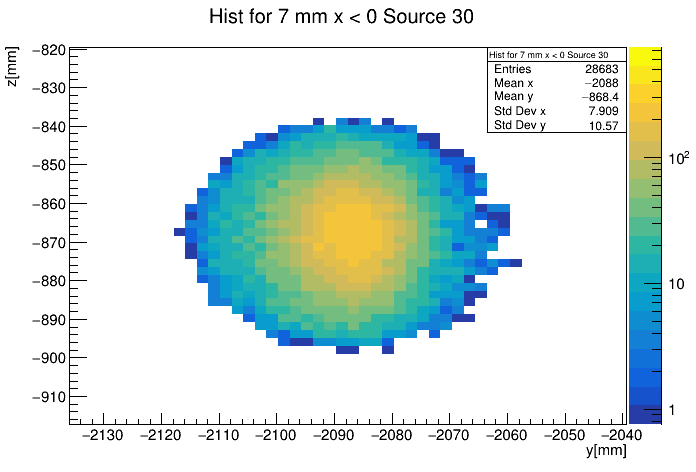 Hist for 7 mm x < 0 Source 30
Hist for 7 mm x < 0 Source 30
Entries 28683
Mean x −2088
Mean y −868.4
Std Dev x 7.909
Std Dev y 10.57
z[mm]
−820
−830
−840
−850
−860
−870
−880
−890
−900
−910
10²
10
1
−2130 −2120 −2110 −2100 −2090 −2080 −2070 −2060 −2050 −2040
y[mm]